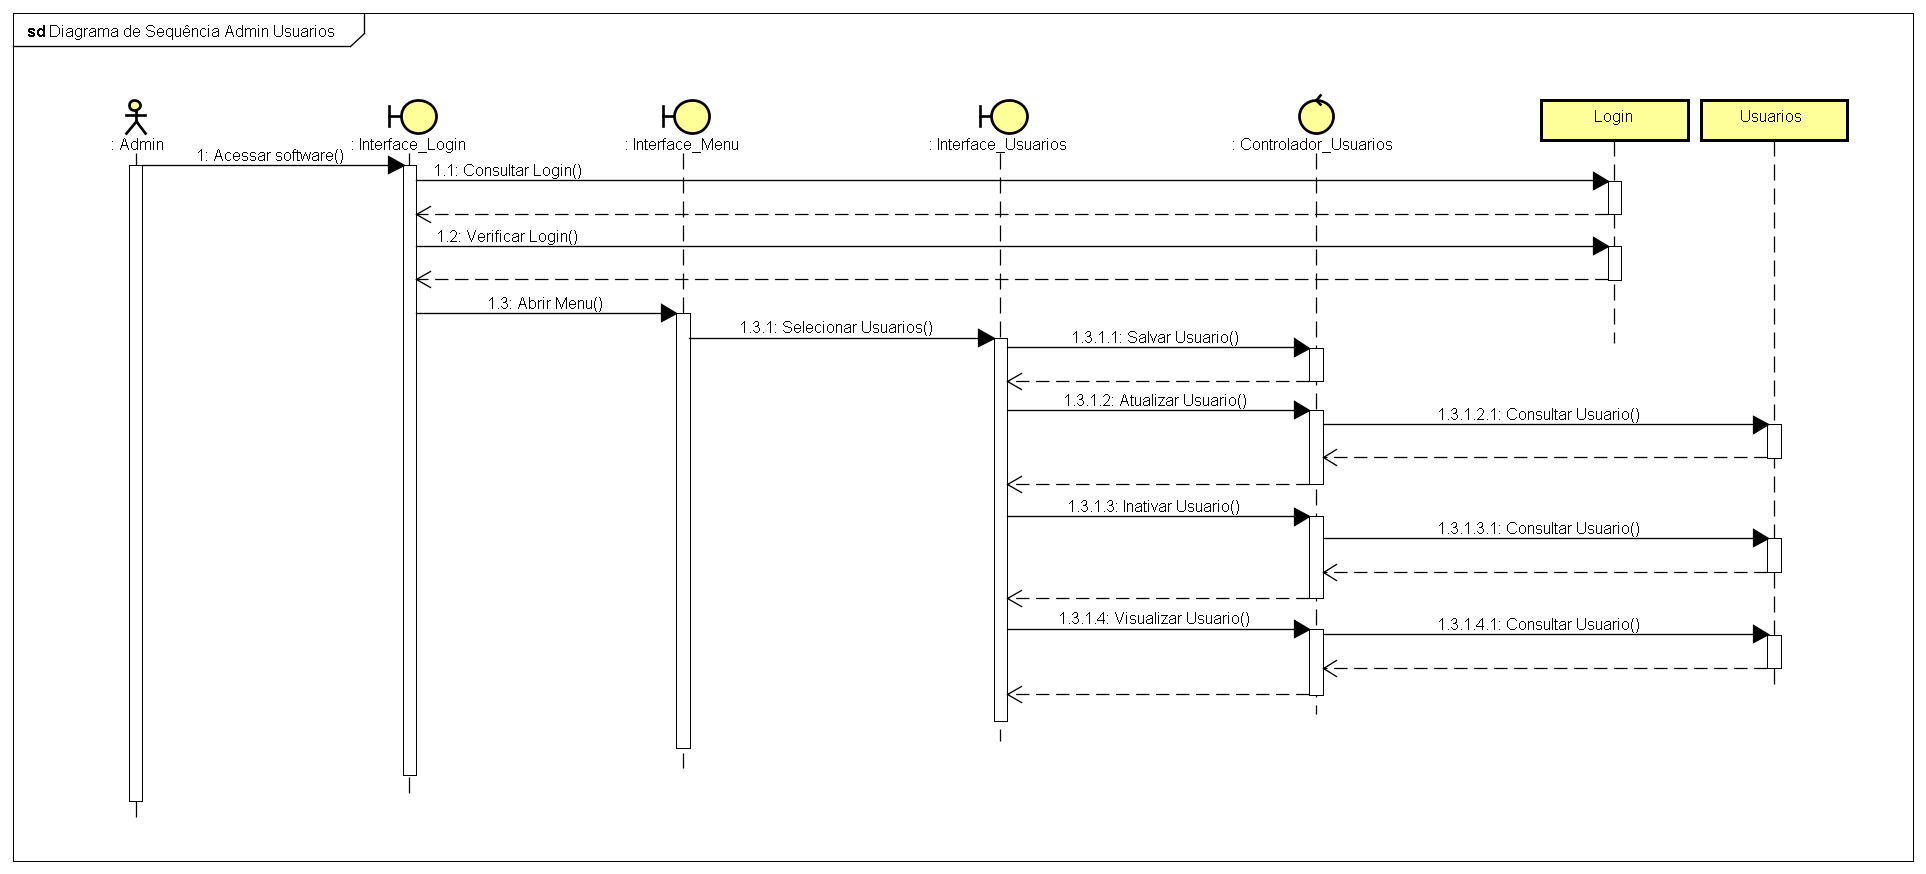 sd Diagrama de Sequência Admin Usuarios
: Admin
: Interface_Login
: Interface_Menu
: Interface_Usuarios
: Controlador_Usuarios
Login
Usuarios
1: Acessar software()
1.1: Consultar Login()
1.2: Verificar Login()
1.3: Abrir Menu()
1.3.1: Selecionar Usuarios()
1.3.1.1: Salvar Usuario()
1.3.1.2: Atualizar Usuario()
1.3.1.2.1: Consultar Usuario()
1.3.1.3: Inativar Usuario()
1.3.1.3.1: Consultar Usuario()
1.3.1.4: Visualizar Usuario()
1.3.1.4.1: Consultar Usuario()